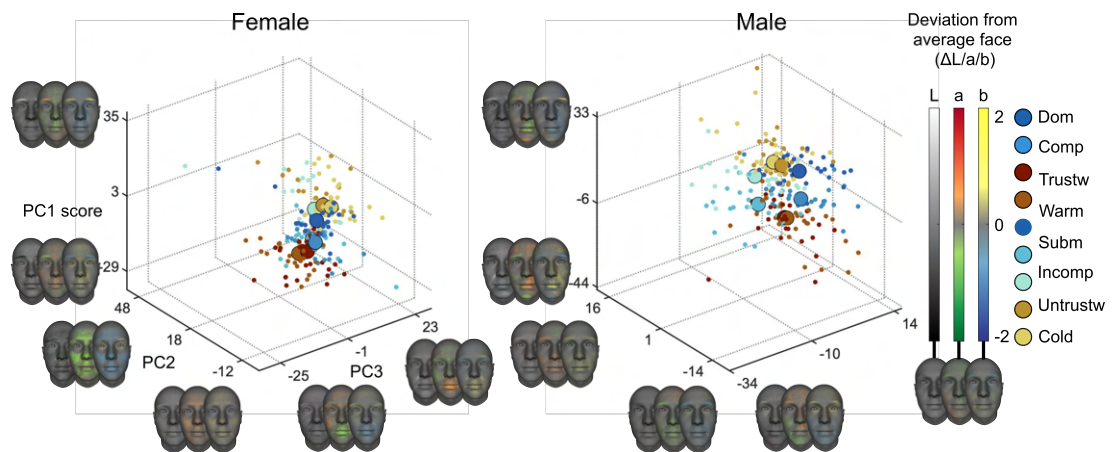 Female
Male
Deviation from
average face
(ΔL/a/b)
L a b
35
3
-29
PC1 score
48
18
-12
PC2
-25
-1
23
PC3
33
-6
-44
16
1
-14
-34
-10
14
2
0
-2
Dom
Comp
Trustw
Warm
Subm
Incomp
Untrustw
Cold